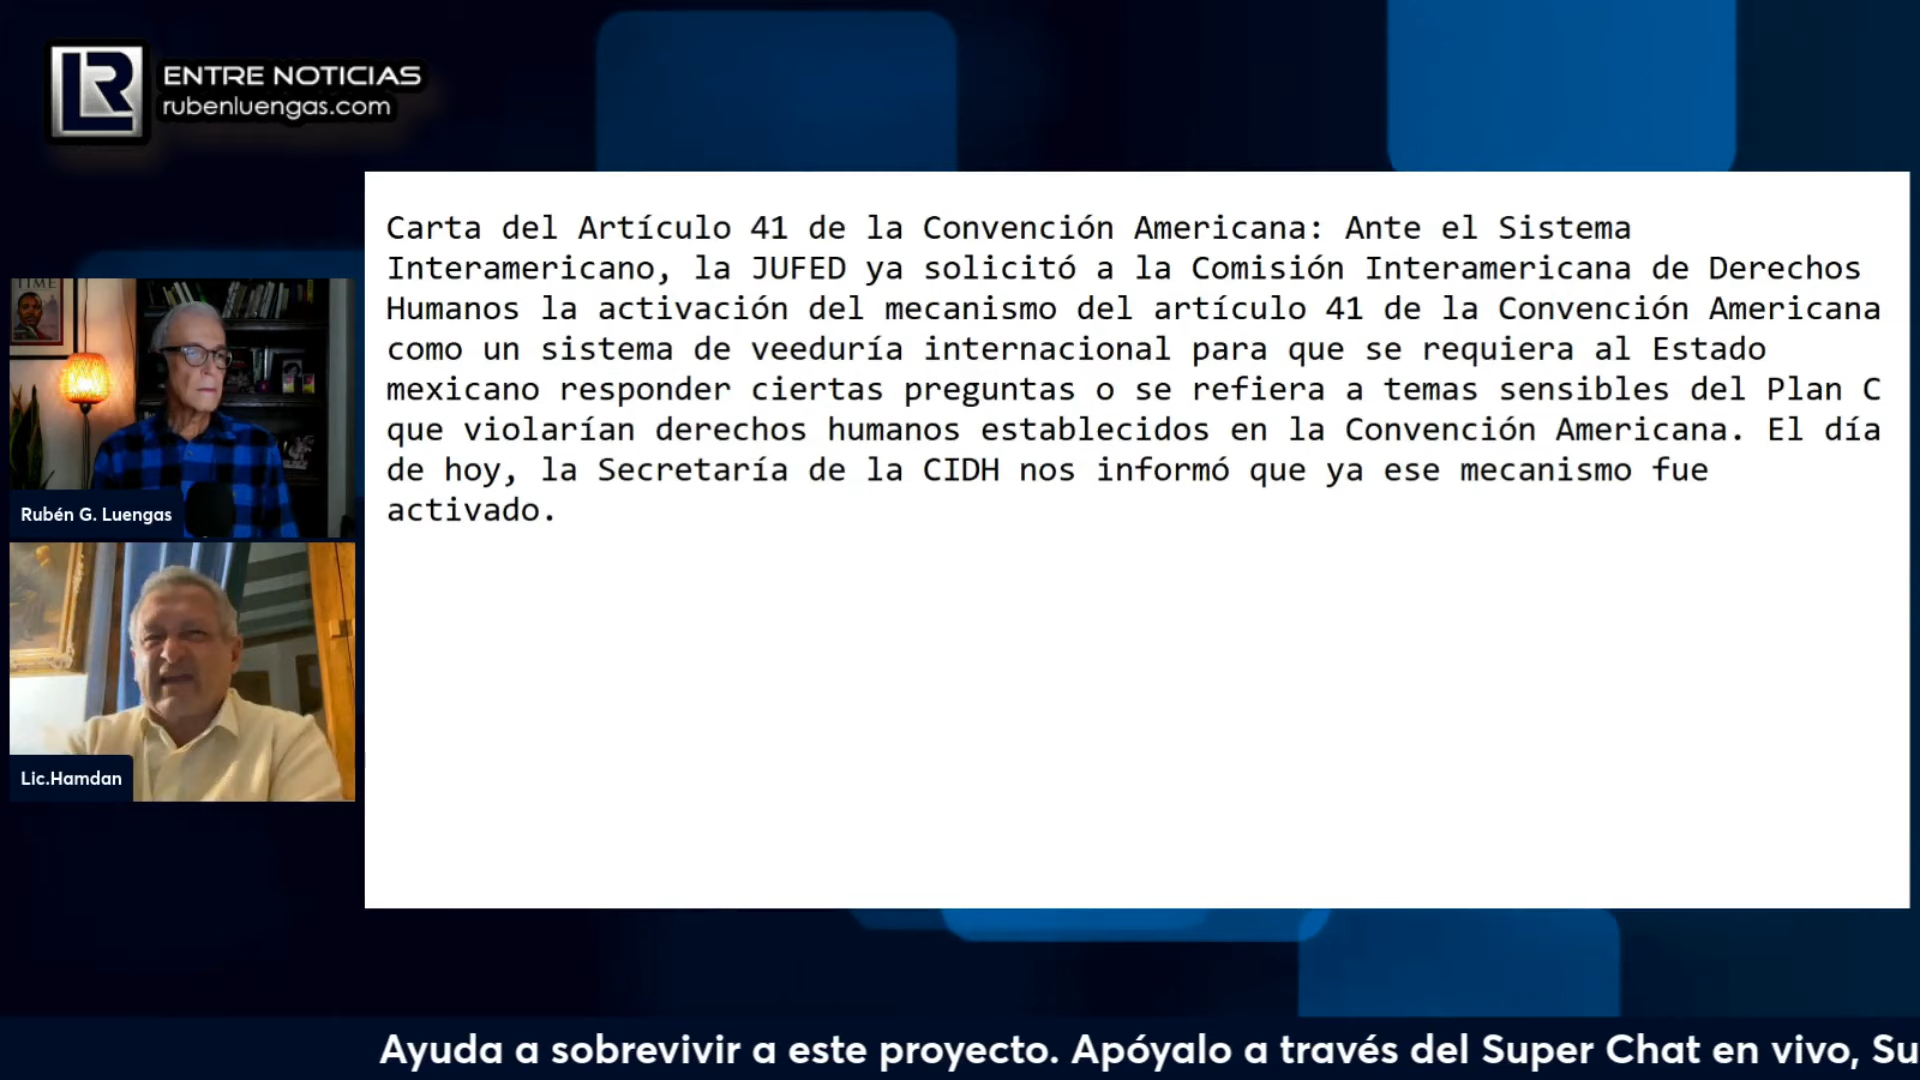 ENTRE NOTICIAS
rubenluengas.com
Carta del Artículo 41 de la Convención Americana: Ante el Sistema
Interamericano, la JUFED ya solicitó a la Comisión Interamericana de Derechos
Humanos la activación del mecanismo del artículo 41 de la Convención Americana
como un sistema de veeduría internacional para que se requiera al Estado
mexicano responder ciertas preguntas o se refiera a temas sensibles del Plan C
que violarían derechos humanos establecidos en la Convención Americana. El día
de hoy, la Secretaría de la CIDH nos informó que ya ese mecanismo fue
activado.
TIME
Rubén G. Luengas
Lic.Hamdan
Ayuda a sobrevivir a este proyecto. Apóyalo a través del Super Chat en vivo, Su